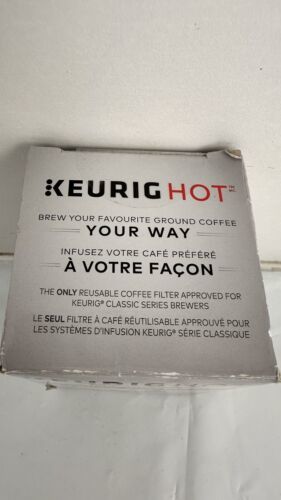 KEURIG HOT™ MC
BREW YOUR FAVOURITE GROUND COFFEE
YOUR WAY
INFUSEZ VOTRE CAFÉ PRÉFÉRÉ
À VOTRE FAÇON
THE ONLY REUSABLE COFFEE FILTER APPROVED FOR
KEURIG® CLASSIC SERIES BREWERS
LE SEUL FILTRE À CAFÉ RÉUTILISABLE APPROUVÉ POUR
LES SYSTÈMES D'INFUSION KEURIG® SÉRIE CLASSIQUE